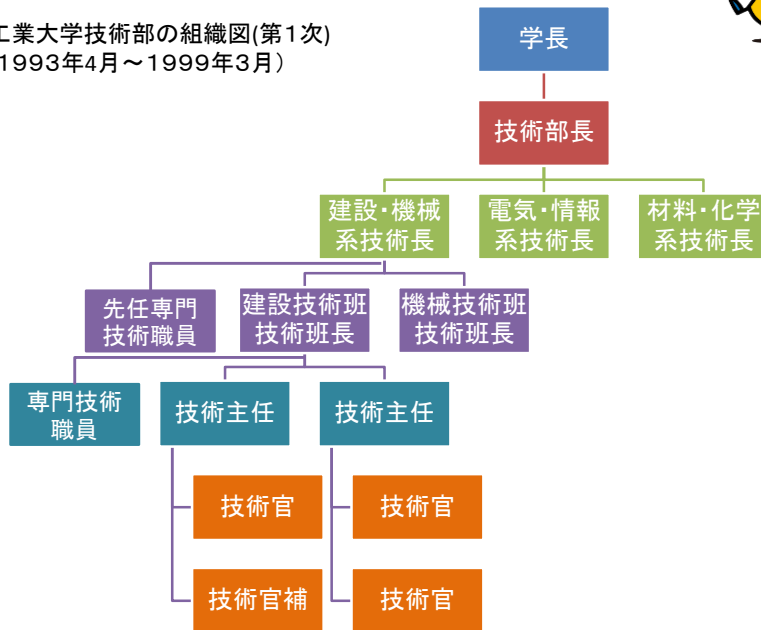 工業大学技術部の組織図(第1次)
1993年4月～1999年3月）
学長
技術部長
建設・機械
系技術長
電気・情報
系技術長
材料・化学
系技術長
先任専門
技術職員
建設技術班
技術班長
機械技術班
技術班長
専門技術
職員
技術主任
技術主任
技術官
技術官
技術官補
技術官